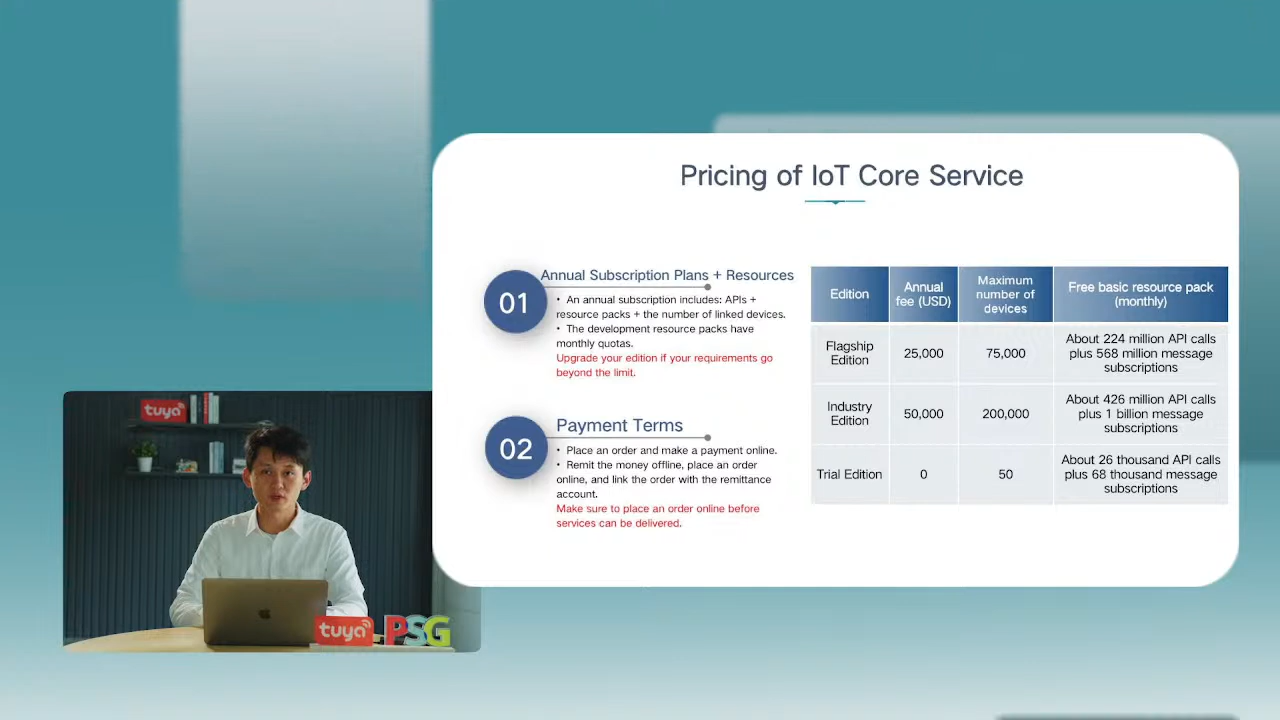 Pricing of IoT Core Service
01
Annual Subscription Plans + Resources
• An annual subscription includes: APIs +
resource packs + the number of linked devices.
• The development resource packs have
monthly quotas.
Upgrade your edition if your requirements go
beyond the limit.
02
Payment Terms
• Place an order and make a payment online.
• Remit the money offline, place an order
online, and link the order with the remittance
account.
Make sure to place an order online before
services can be delivered.
Edition
Annual
fee (USD)
Maximum
number of
devices
Free basic resource pack
(monthly)
Flagship
Edition
25,000
75,000
About 224 million API calls
plus 568 million message
subscriptions
Industry
Edition
50,000
200,000
About 426 million API calls
plus 1 billion message
subscriptions
Trial Edition
0
50
About 26 thousand API calls
plus 68 thousand message
subscriptions
tuya
tuya
PSG